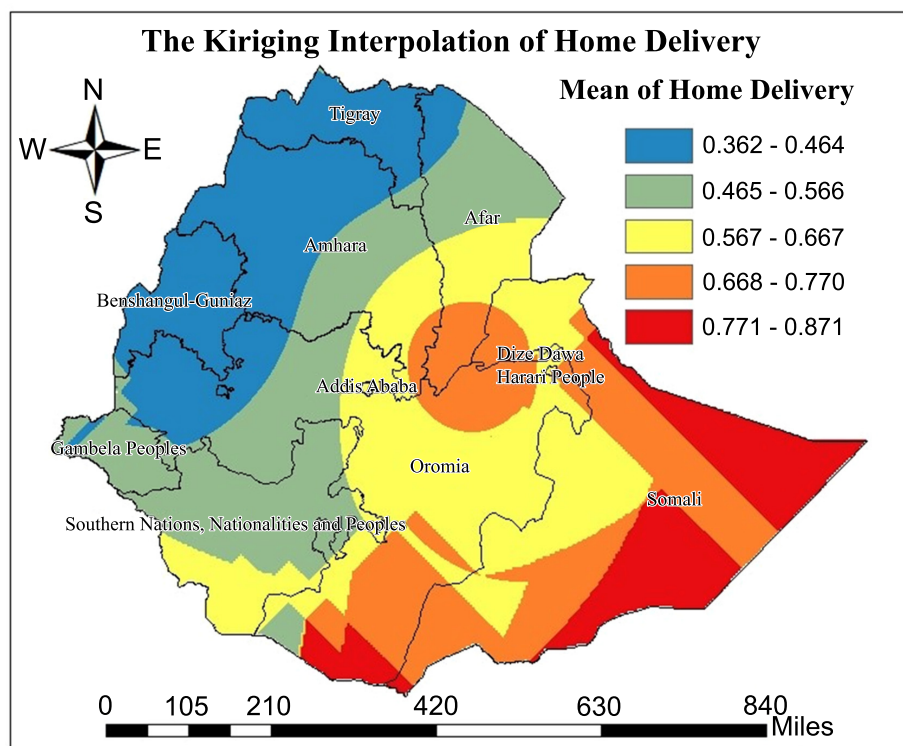 The Kiriging Interpolation of Home Delivery
Mean of Home Delivery
0.362 - 0.464
0.465 - 0.566
0.567 - 0.667
0.668 - 0.770
0.771 - 0.871
N
W
E
S
Tigray
Afar
Amhara
Benshangul-Guniaz
Dize Dawa
Harari People
Addis Ababa
Gambela Peoples
Oromia
Somali
Southern Nations, Nationalities and Peoples
0 105 210 420 630 840
Miles